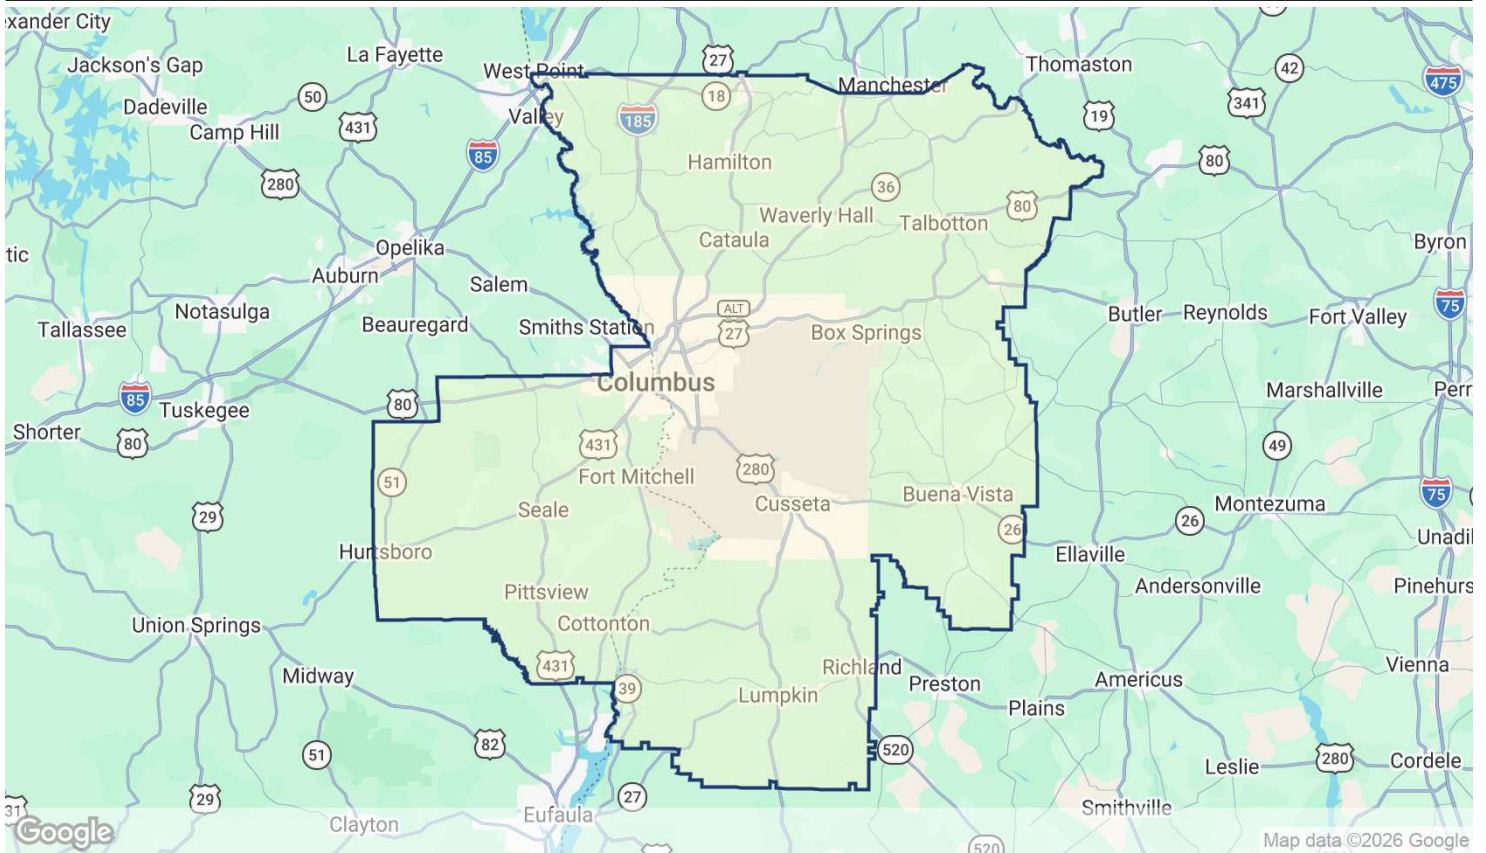 exander City
La Fayette
Jackson's Gap
West Point
27
Manchester
Thomaston
42
475
Dadeville
50
18
341
Camp Hill
431
Valley
185
19
85
Hamilton
80
280
36
Waverly Hall
Talbotton
80
Cataula
tic
Opelika
Byron
Auburn
Salem
Notasulga
ALT
27
75
Tallassee
Beauregard
Smiths Station
Box Springs
Butler
Reynolds
Fort Valley
Columbus
85
80
Marshallville
Perr
Tuskegee
Shorter
80
431
49
280
Fort Mitchell
51
Buena Vista
75
Cusseta
Montezuma
29
Seale
26
26
Unadil
Hurtsboro
Ellaville
Andersonville
Pinehurs
Pittsview
Union Springs
Cottonton
431
Richland
Vienna
Midway
39
Preston
Americus
Lumpkin
Plains
82
51
520
280
Cordele
Leslie
29
27
31
Smithville
Eufaula
Clayton
Google
520
Map data ©2026 Google